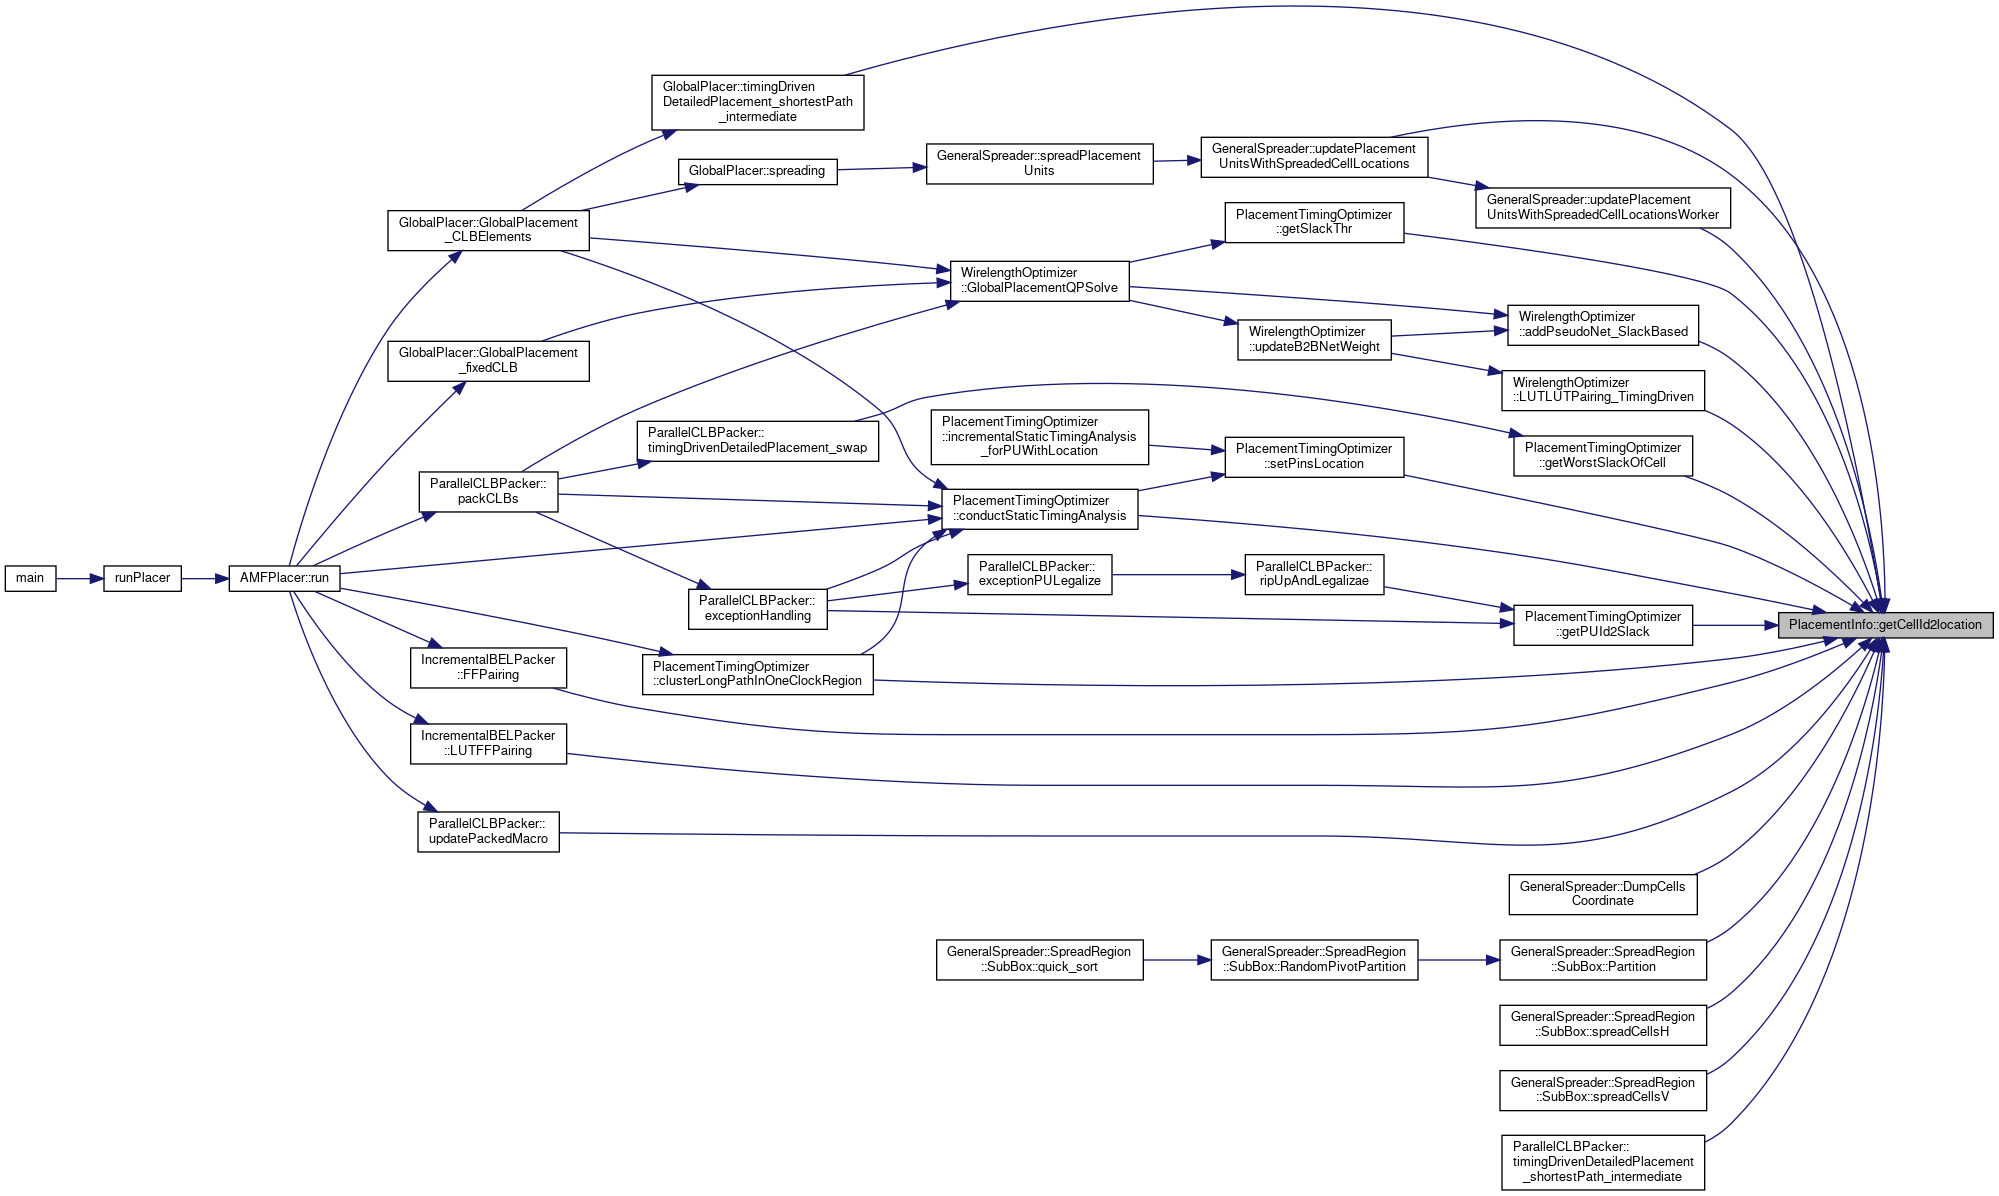 GlobalPlacer::timingDriven
DetailedPlacement_shortestPath
_intermediate
GlobalPlacer::spreading
GeneralSpreader::spreadPlacement
Units
GeneralSpreader::updatePlacement
UnitsWithSpreadedCellLocations
GeneralSpreader::updatePlacement
UnitsWithSpreadedCellLocationsWorker
GlobalPlacer::GlobalPlacement
_CLBElements
PlacementTimingOptimizer
::getSlackThr
WirelengthOptimizer
::GlobalPlacementQPSolve
WirelengthOptimizer
::addPseudoNet_SlackBased
WirelengthOptimizer
::updateB2BNetWeight
GlobalPlacer::GlobalPlacement
_fixedCLB
WirelengthOptimizer
::LUTLUTPairing_TimingDriven
ParallelCLBPacker::
timingDrivenDetailedPlacement_swap
PlacementTimingOptimizer
::incrementalStaticTimingAnalysis
_forPUWithLocation
PlacementTimingOptimizer
::setPinsLocation
PlacementTimingOptimizer
::getWorstSlackOfCell
ParallelCLBPacker::
packCLBs
PlacementTimingOptimizer
::conductStaticTimingAnalysis
main
runPlacer
AMFPlacer::run
ParallelCLBPacker::
exceptionPULegalize
ParallelCLBPacker::
ripUpAndLegalizae
ParallelCLBPacker::
exceptionHandling
PlacementTimingOptimizer
::getPUId2Slack
PlacementInfo::getCellId2location
IncrementalBELPacker
::FFPairing
PlacementTimingOptimizer
::clusterLongPathInOneClockRegion
IncrementalBELPacker
::LUTFFPairing
ParallelCLBPacker::
updatePackedMacro
GeneralSpreader::DumpCells
Coordinate
GeneralSpreader::SpreadRegion
::SubBox::quick_sort
GeneralSpreader::SpreadRegion
::SubBox::RandomPivotPartition
GeneralSpreader::SpreadRegion
::SubBox::Partition
GeneralSpreader::SpreadRegion
::SubBox::spreadCellsH
GeneralSpreader::SpreadRegion
::SubBox::spreadCellsV
ParallelCLBPacker::
timingDrivenDetailedPlacement
_shortestPath_intermediate